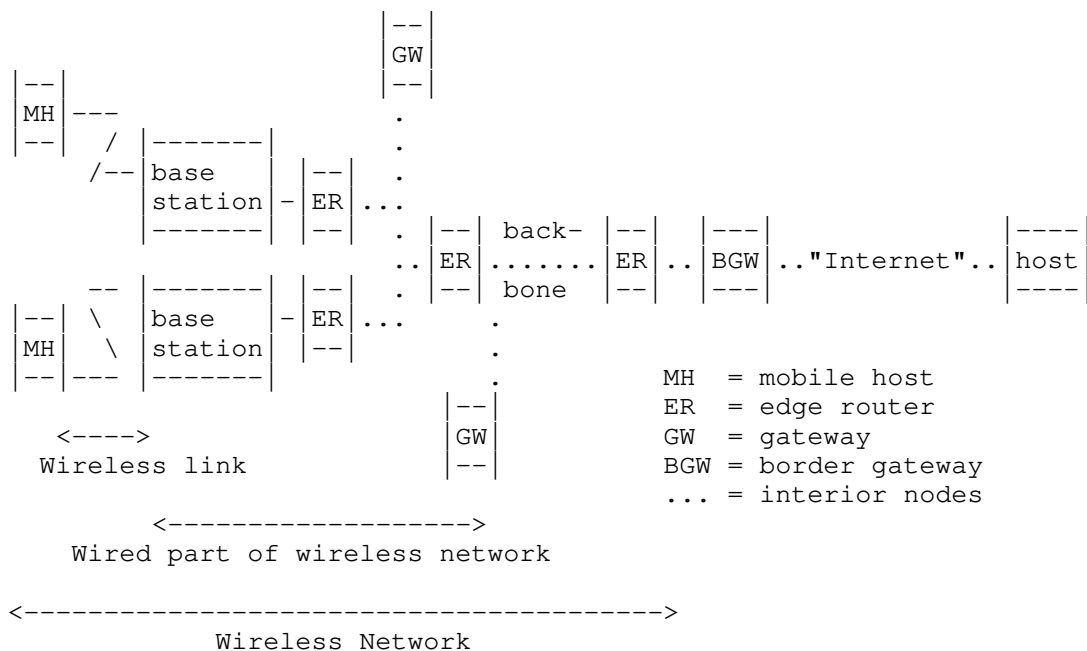 |--|
                                     |GW|
|--|                                 |--|
|MH|---                               .
|--|  / |-------|                     .
     /--|base   | |--|                .
        |station|-|ER|...
        |-------| |--|  . |--| back-  |--|  |---|             |----|
                        ..|ER|.......|ER|..|BGW|.."Internet"..|host|
     -- |-------| |--|  . |--| bone   |--|  |---|             |----|
|--|  \ |base   |-|ER|...     .
|MH|   \|station| |--|        .
|--|--- |-------|             .          MH  = mobile host
                           |--|          ER  = edge router
   <---->                  |GW|          GW  = gateway
  Wireless link            |--|          BGW = border gateway
                                         ... = interior nodes
         <------------------->
     Wired part of wireless network

<---------------------------------------->
             Wireless Network